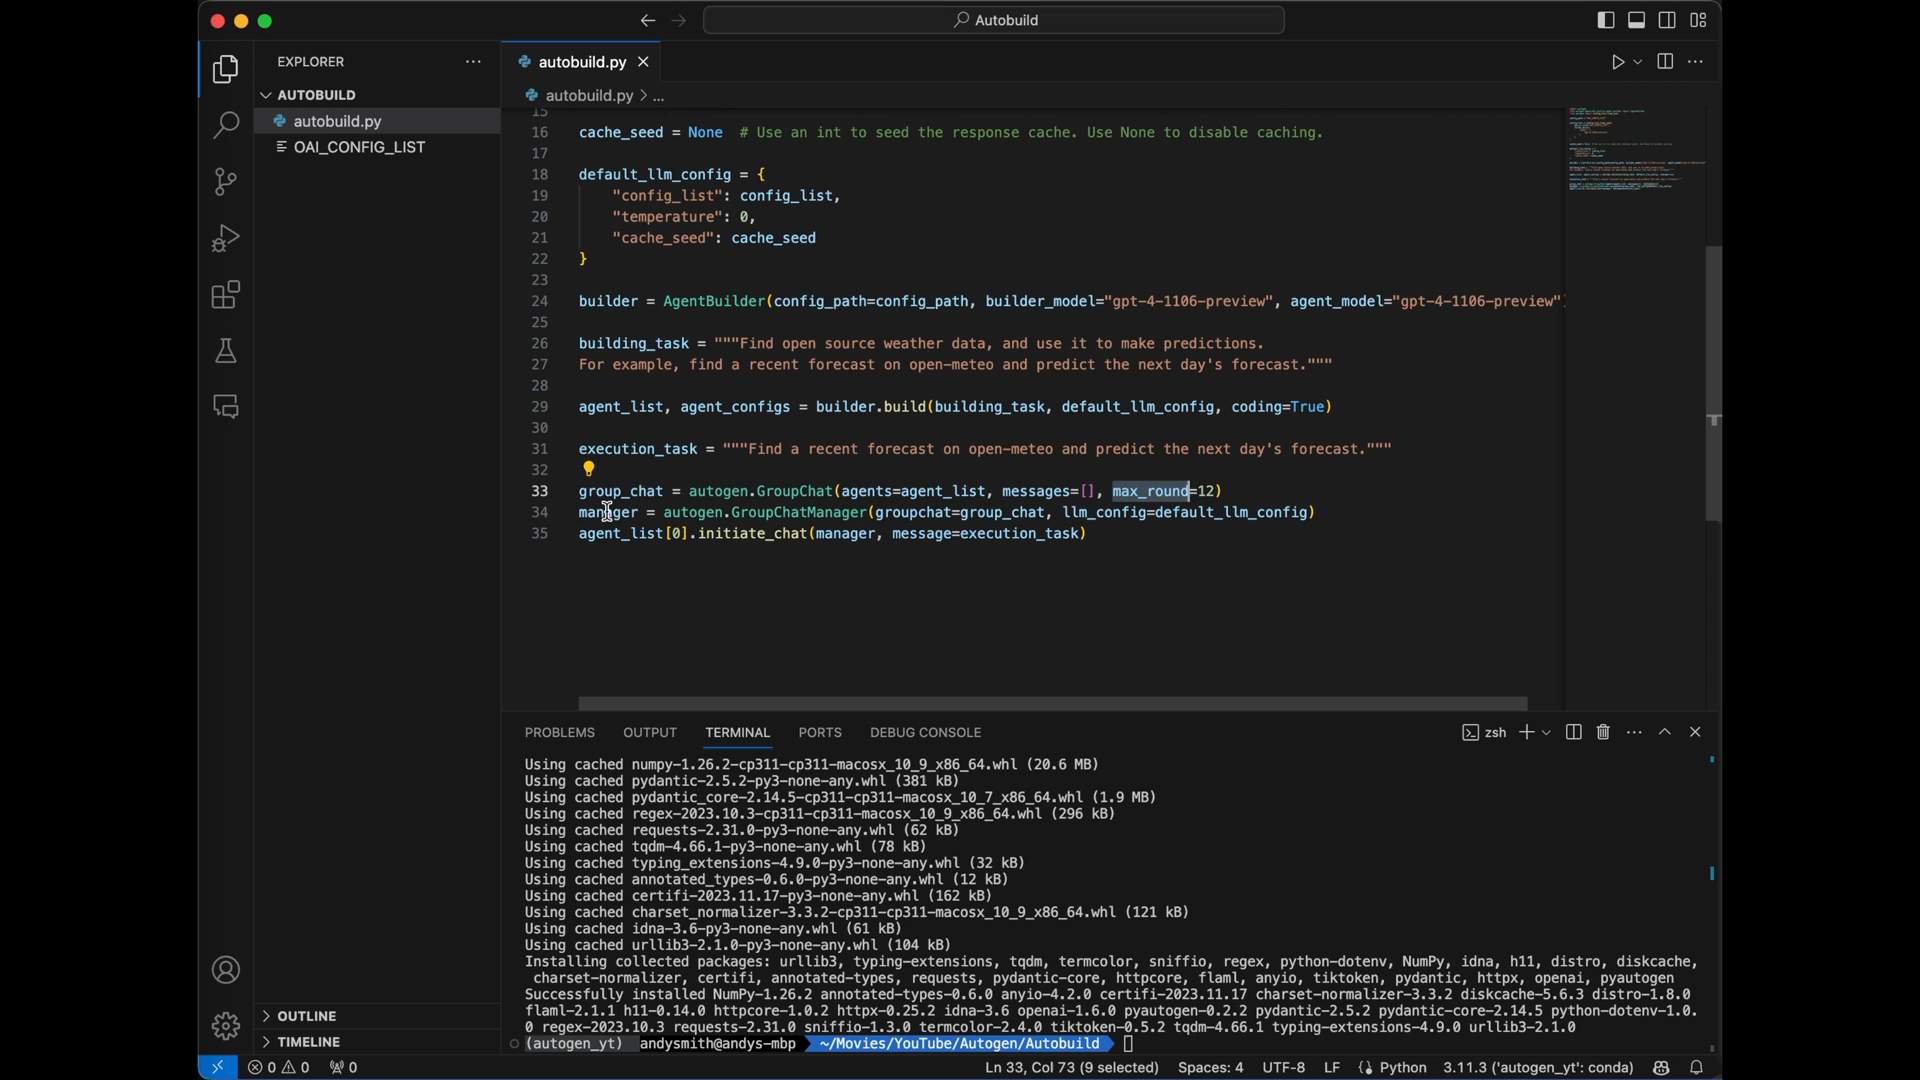 Autobuild
EXPLORER
AUTOBUILD
autobuild.py
OAI_CONFIG_LIST
OUTLINE
TIMELINE
autobuild.py
autobuild.py > ...
15
16 cache_seed = None # Use an int to seed the response cache. Use None to disable caching.
17
18 default_llm_config = {
19 "config_list": config_list,
20 "temperature": 0,
21 "cache_seed": cache_seed
22 }
23
24 builder = AgentBuilder(config_path=config_path, builder_model="gpt-4-1106-preview", agent_model="gpt-4-1106-preview")
25
26 building_task = """Find open source weather data, and use it to make predictions.
27 For example, find a recent forecast on open-meteo and predict the next day's forecast."""
28
29 agent_list, agent_configs = builder.build(building_task, default_llm_config, coding=True)
30
31 execution_task = """Find a recent forecast on open-meteo and predict the next day's forecast."""
32
33 group_chat = autogen.GroupChat(agents=agent_list, messages=[], max_round=12)
34 manager = autogen.GroupChatManager(groupchat=group_chat, llm_config=default_llm_config)
35 agent_list[0].initiate_chat(manager, message=execution_task)
PROBLEMS OUTPUT TERMINAL PORTS DEBUG CONSOLE zsh
Using cached numpy-1.26.2-cp311-cp311-macosx_10_9_x86_64.whl (20.6 MB)
Using cached pydantic-2.5.2-py3-none-any.whl (381 kB)
Using cached pydantic_core-2.14.5-cp311-cp311-macosx_10_7_x86_64.whl (1.9 MB)
Using cached regex-2023.10.3-cp311-cp311-macosx_10_9_x86_64.whl (296 kB)
Using cached requests-2.31.0-py3-none-any.whl (62 kB)
Using cached tqdm-4.66.1-py3-none-any.whl (78 kB)
Using cached typing_extensions-4.9.0-py3-none-any.whl (32 kB)
Using cached annotated_types-0.6.0-py3-none-any.whl (12 kB)
Using cached certifi-2023.11.17-py3-none-any.whl (162 kB)
Using cached charset_normalizer-3.3.2-cp311-cp311-macosx_10_9_x86_64.whl (121 kB)
Using cached idna-3.6-py3-none-any.whl (61 kB)
Using cached urllib3-2.1.0-py3-none-any.whl (104 kB)
Installing collected packages: urllib3, typing-extensions, tqdm, termcolor, sniffio, regex, python-dotenv, NumPy, idna, h11, distro, diskcache,
charset-normalizer, certifi, annotated-types, requests, pydantic-core, httpcore, flaml, anyio, tiktoken, pydantic, httpx, openai, pyautogen
Successfully installed NumPy-1.26.2 annotated-types-0.6.0 anyio-4.2.0 certifi-2023.11.17 charset-normalizer-3.3.2 diskcache-5.6.3 distro-1.8.0
flaml-2.1.1 h11-0.14.0 httpcore-1.0.2 httpx-0.25.2 idna-3.6 openai-1.6.0 pyautogen-0.2.2 pydantic-2.5.2 pydantic-core-2.14.5 python-dotenv-1.0.
0 regex-2023.10.3 requests-2.31.0 sniffio-1.3.0 termcolor-2.4.0 tiktoken-0.5.2 tqdm-4.66.1 typing-extensions-4.9.0 urllib3-2.1.0
(autogen_yt) andysmith@andys-mbp ~/Movies/YouTube/Autogen/Autobuild
0 0 0 Ln 33, Col 73 (9 selected) Spaces: 4 UTF-8 LF Python 3.11.3 ('autogen_yt': conda)